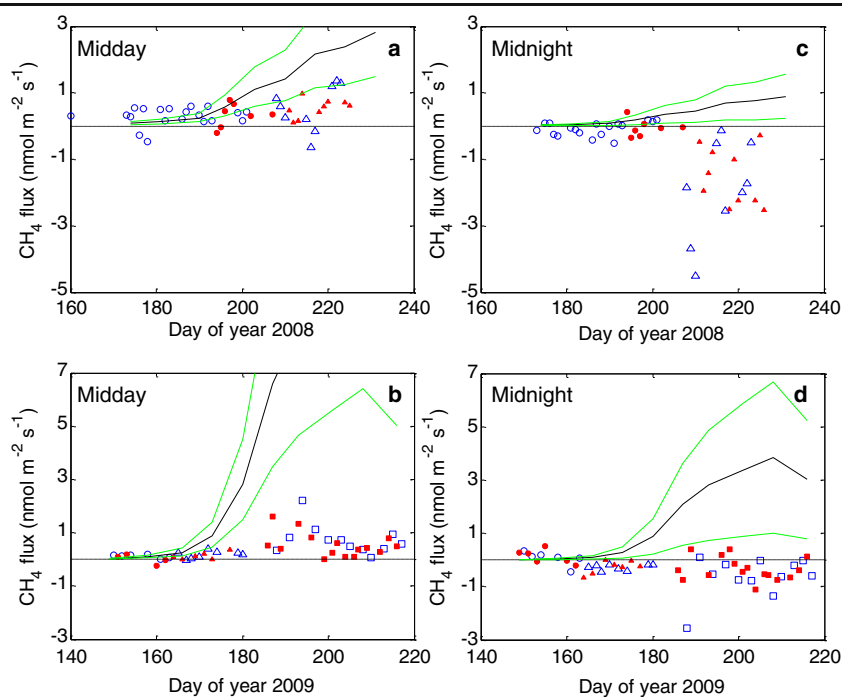 Midday a
CH4 flux (nmol m-2 s-1)
3
1
-1
-3
-5
160 180 200 220 240
Day of year 2008
Midnight c
CH4 flux (nmol m-2 s-1)
3
1
-1
-3
-5
160 180 200 220 240
Day of year 2008
Midday b
CH4 flux (nmol m-2 s-1)
7
5
3
1
-1
-3
140 160 180 200 220
Day of year 2009
Midnight d
CH4 flux (nmol m-2 s-1)
7
5
3
1
-1
-3
140 160 180 200 220
Day of year 2009